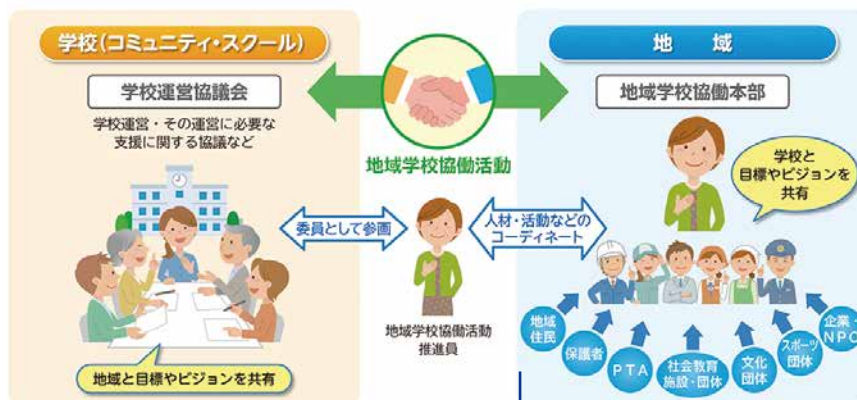 学校(コミュニティ・スクール)
学校運営協議会
学校運営・その運営に必要な
支援に関する協議など
地域と目標やビジョンを共有
地域学校協働活動
委員として参画
人材・活動などの
コーディネート
地域学校協働活動
推進員
地　域
地域学校協働本部
学校と
目標やビジョンを
共有
地域
住民
保護者
PTA
社会教育
施設・団体
文化
団体
スポーツ
団体
企業・
NPO